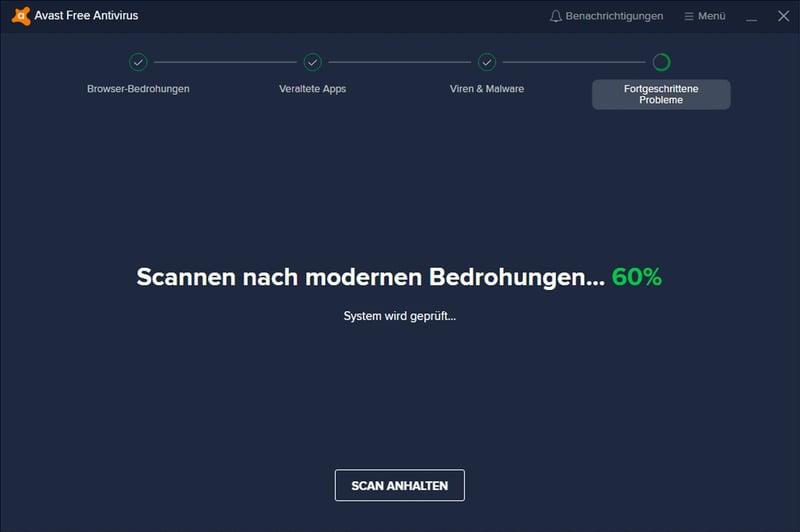 Avast Free Antivirus
Benachrichtigungen
Menü
Browser-Bedrohungen
Veraltete Apps
Viren & Malware
Fortgeschrittene
Probleme
Scannen nach modernen Bedrohungen... 60%
System wird geprüft...
SCAN ANHALTEN